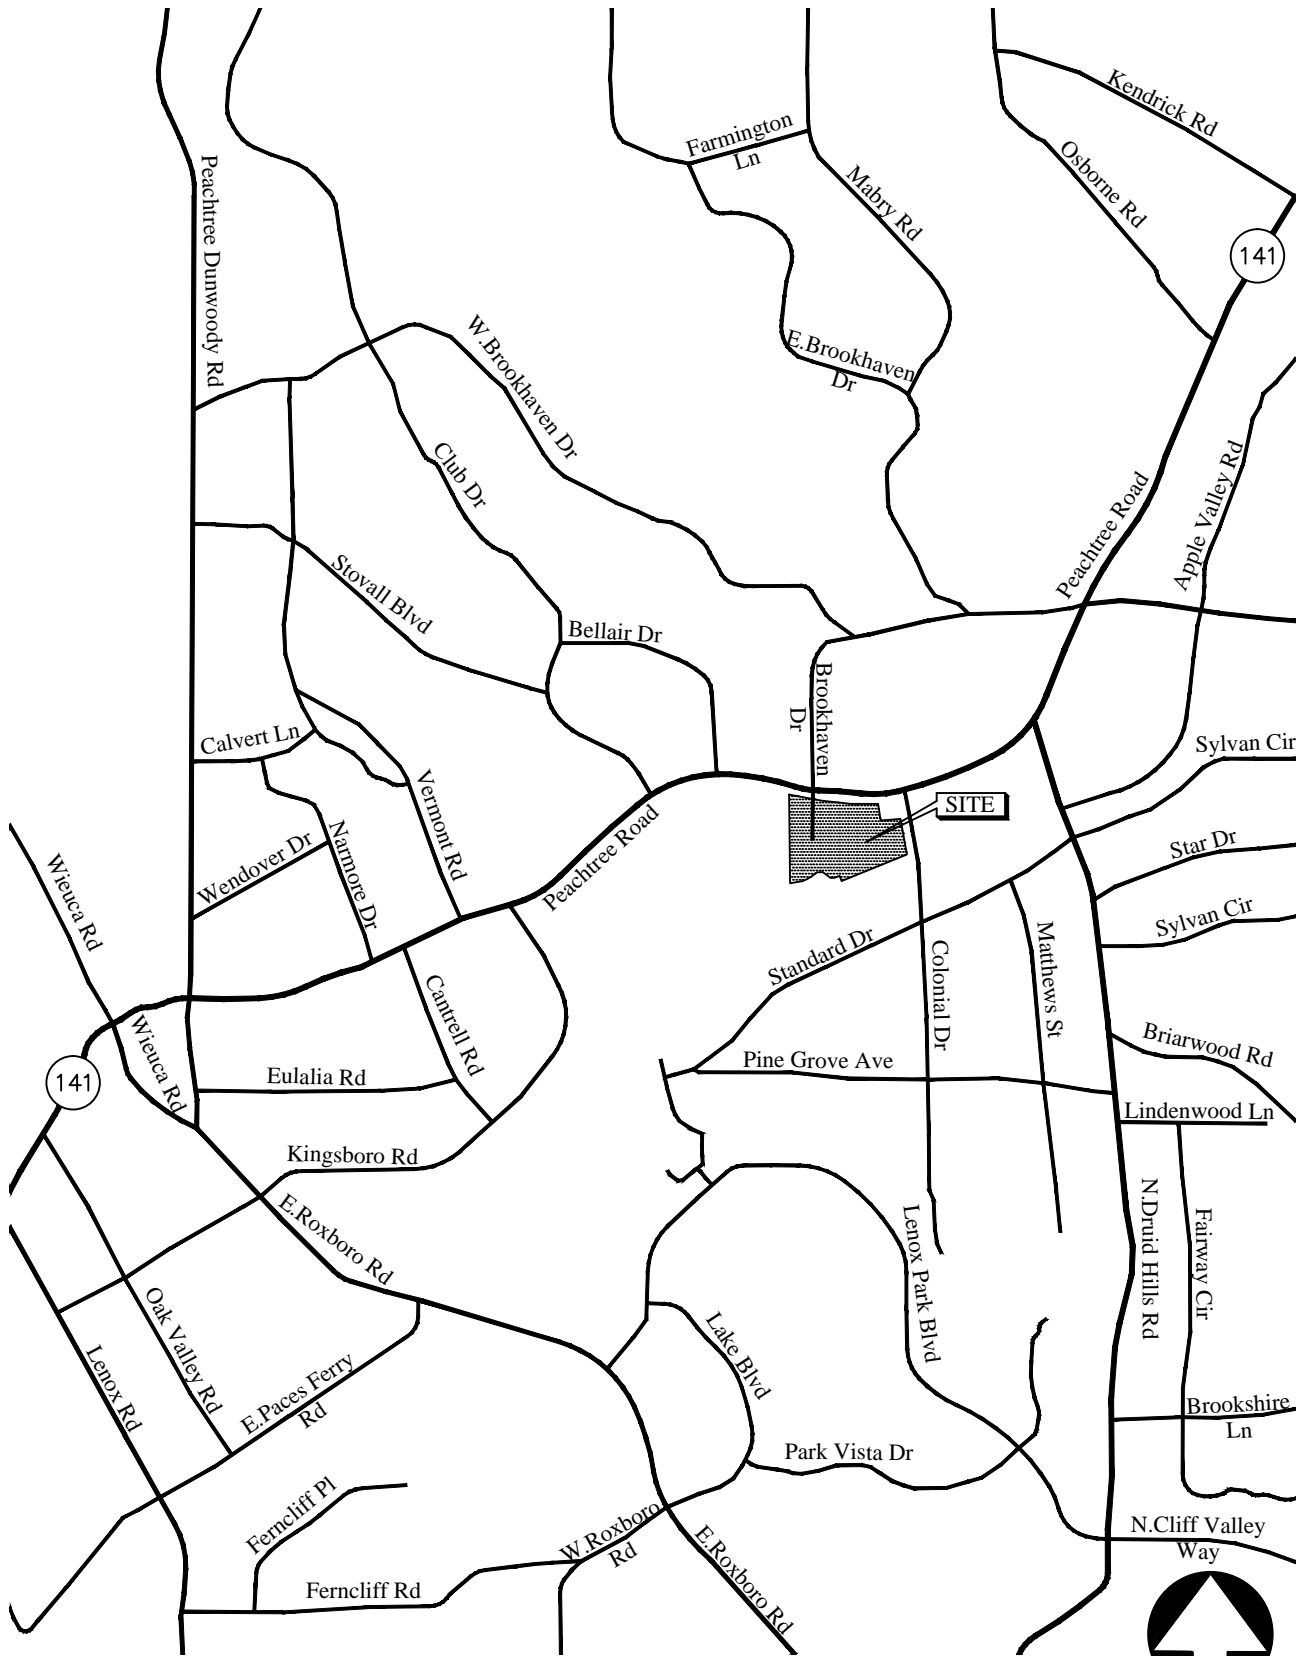 Kendrick Rd
Farmington
Ln
Osborne Rd
Mabry Rd
Peachtree Dunwoody Rd
141
W.Brookhaven Dr
E.Brookhaven
Dr
Club Dr
Peachtree Road
Apple Valley Rd
Stovall Blvd
Bellair Dr
Brookhaven
Dr
Calvert Ln
Sylvan Cir
Vermont Rd
SITE
Narmore Dr
Wendover Dr
Peachtree Road
Star Dr
Wieuca Rd
Sylvan Cir
Standard Dr
Colonial Dr
Matthews St
Cantrell Rd
Wieuca Rd
Briarwood Rd
Pine Grove Ave
141
Eulalia Rd
Lindenwood Ln
Kingsboro Rd
E.Roxboro Rd
N.Druid Hills Rd
Fairway Cir
Lenox Park Blvd
Oak Valley Rd
Lake Blvd
Lenox Rd
E.Paces Ferry
Rd
Brookshire
Ln
Park Vista Dr
Ferncliff Pl
W.Roxboro
Rd
E.Roxboro Rd
N.Cliff Valley
Way
Ferncliff Rd